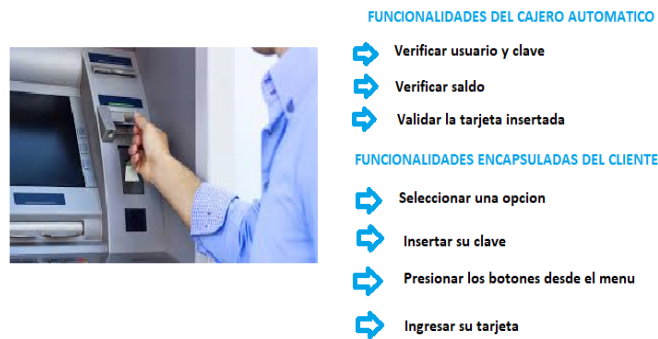 FUNCIONALIDADES DEL CAJERO AUTOMATICO
Verificar usuario y clave
Verificar saldo
Validar la tarjeta insertada
FUNCIONALIDADES ENCAPSULADAS DEL CLIENTE
Seleccionar una opcion
Insertar su clave
Presionar los botones desde el menu
Ingresar su tarjeta